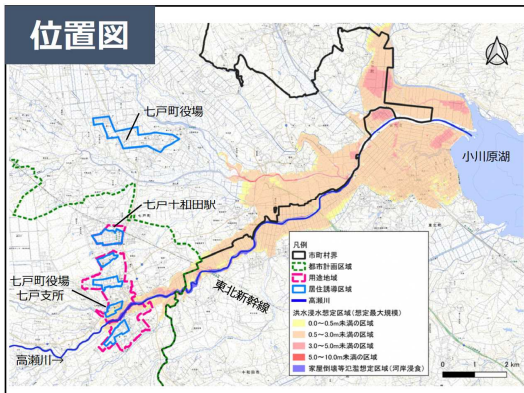 位置図
七戸町役場
小川原湖
七戸十和田駅
七戸町役場
七戸支所
東北新幹線
高瀬川→
凡例
市町村界
都市計画区域
用途地域
居住誘導区域
高瀬川
洪水浸水想定区域(想定最大規模)
0.0~0.5m未満の区域
0.5~3.0m未満の区域
3.0~5.0m未満の区域
5.0~10.0m未満の区域
家屋倒壊等氾濫想定区域(河岸浸食)
0 1 2 km